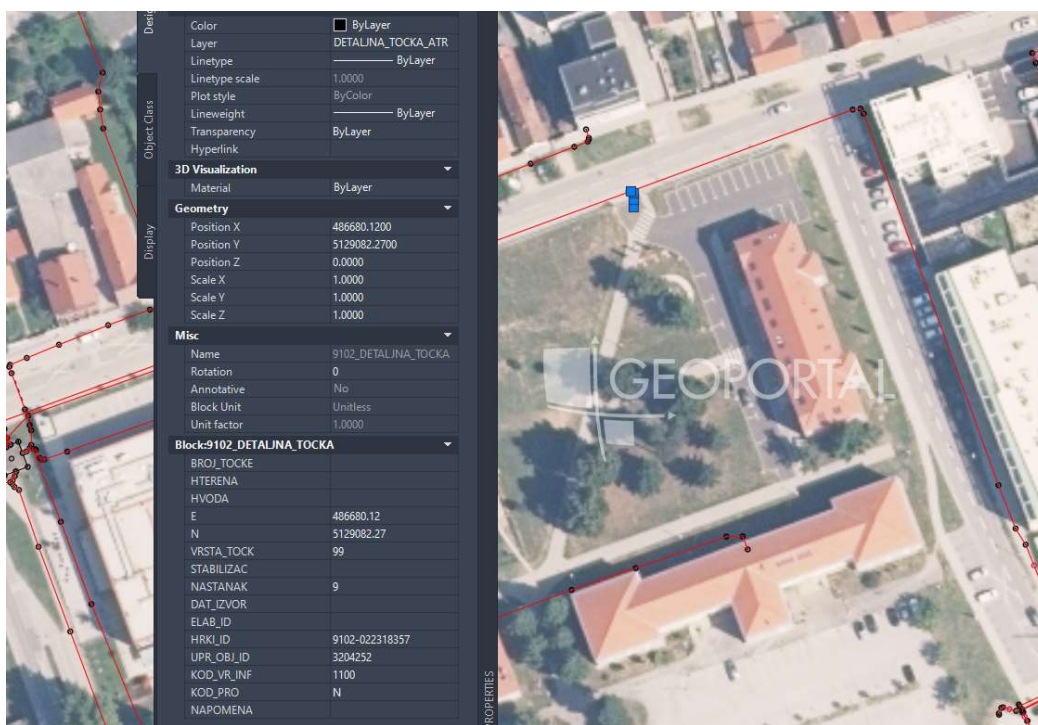 Design
Object Class
Display
Color ByLayer
Layer DETALJNA_TOCKA_ATR
Linetype ByLayer
Linetype scale 1.0000
Plot style ByColor
Lineweight ByLayer
Transparency ByLayer
Hyperlink
3D Visualization
Material ByLayer
Geometry
Position X 486680.1200
Position Y 5129082.2700
Position Z 0.0000
Scale X 1.0000
Scale Y 1.0000
Scale Z 1.0000
Misc
Name 9102_DETALJNA_TOCKA
Rotation 0
Annotative No
Block Unit Unitless
Unit factor 1.0000
Block:9102_DETALJNA_TOCKA
BROJ_TOCKE
HTERENA
HVODA
E 486680.12
N 5129082.27
VRSTA_TOCK 99
STABILIZAC
NASTANAK 9
DAT_IZVOR
ELAB_ID
HRKI_ID 9102-022318357
UPR_OBJ_ID 3204252
KOD_VR_INF 1100
KOD_PRO N
NAPOMENA
PROPERTIES
GEOPORTAL